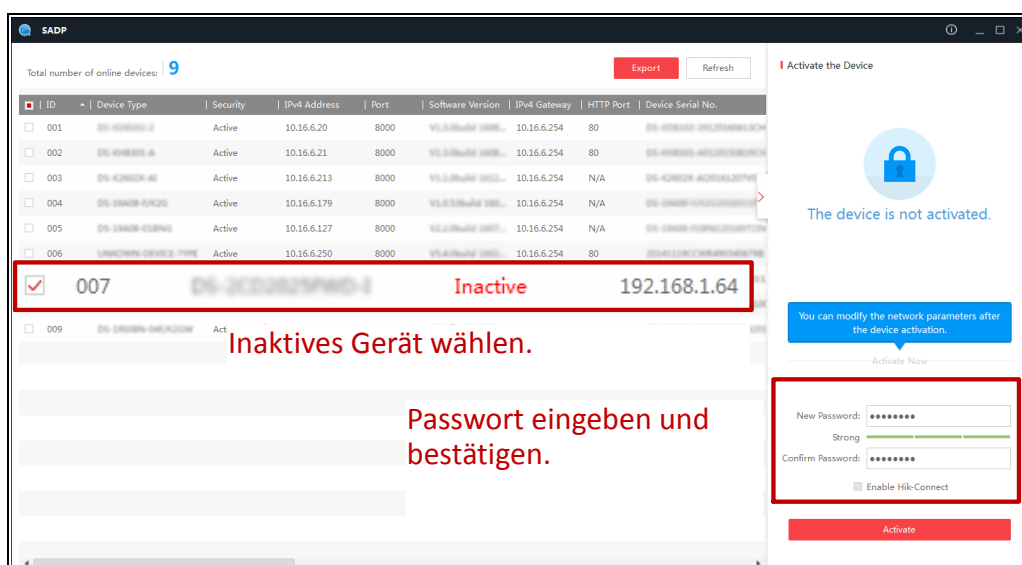 SADP
Total number of online devices: 9
Export Refresh
Activate the Device
ID Device Type Security IPv4 Address Port Software Version IPv4 Gateway HTTP Port Device Serial No.
001 Active 10.16.6.20 8000 10.16.6.254 80
002 Active 10.16.6.21 8000 10.16.6.254 80
003 Active 10.16.6.213 8000 10.16.6.254 N/A
004 Active 10.16.6.179 8000 10.16.6.254 N/A
005 Active 10.16.6.127 8000 10.16.6.254 N/A
006 Active 10.16.6.250 8000 10.16.6.254 80
007 Inactive 192.168.1.64
009
Inaktives Gerät wählen.
Passwort eingeben und
bestätigen.
The device is not activated.
You can modify the network parameters after
the device activation.
Activate Now
New Password:
Strong
Confirm Password:
Enable Hik-Connect
Activate